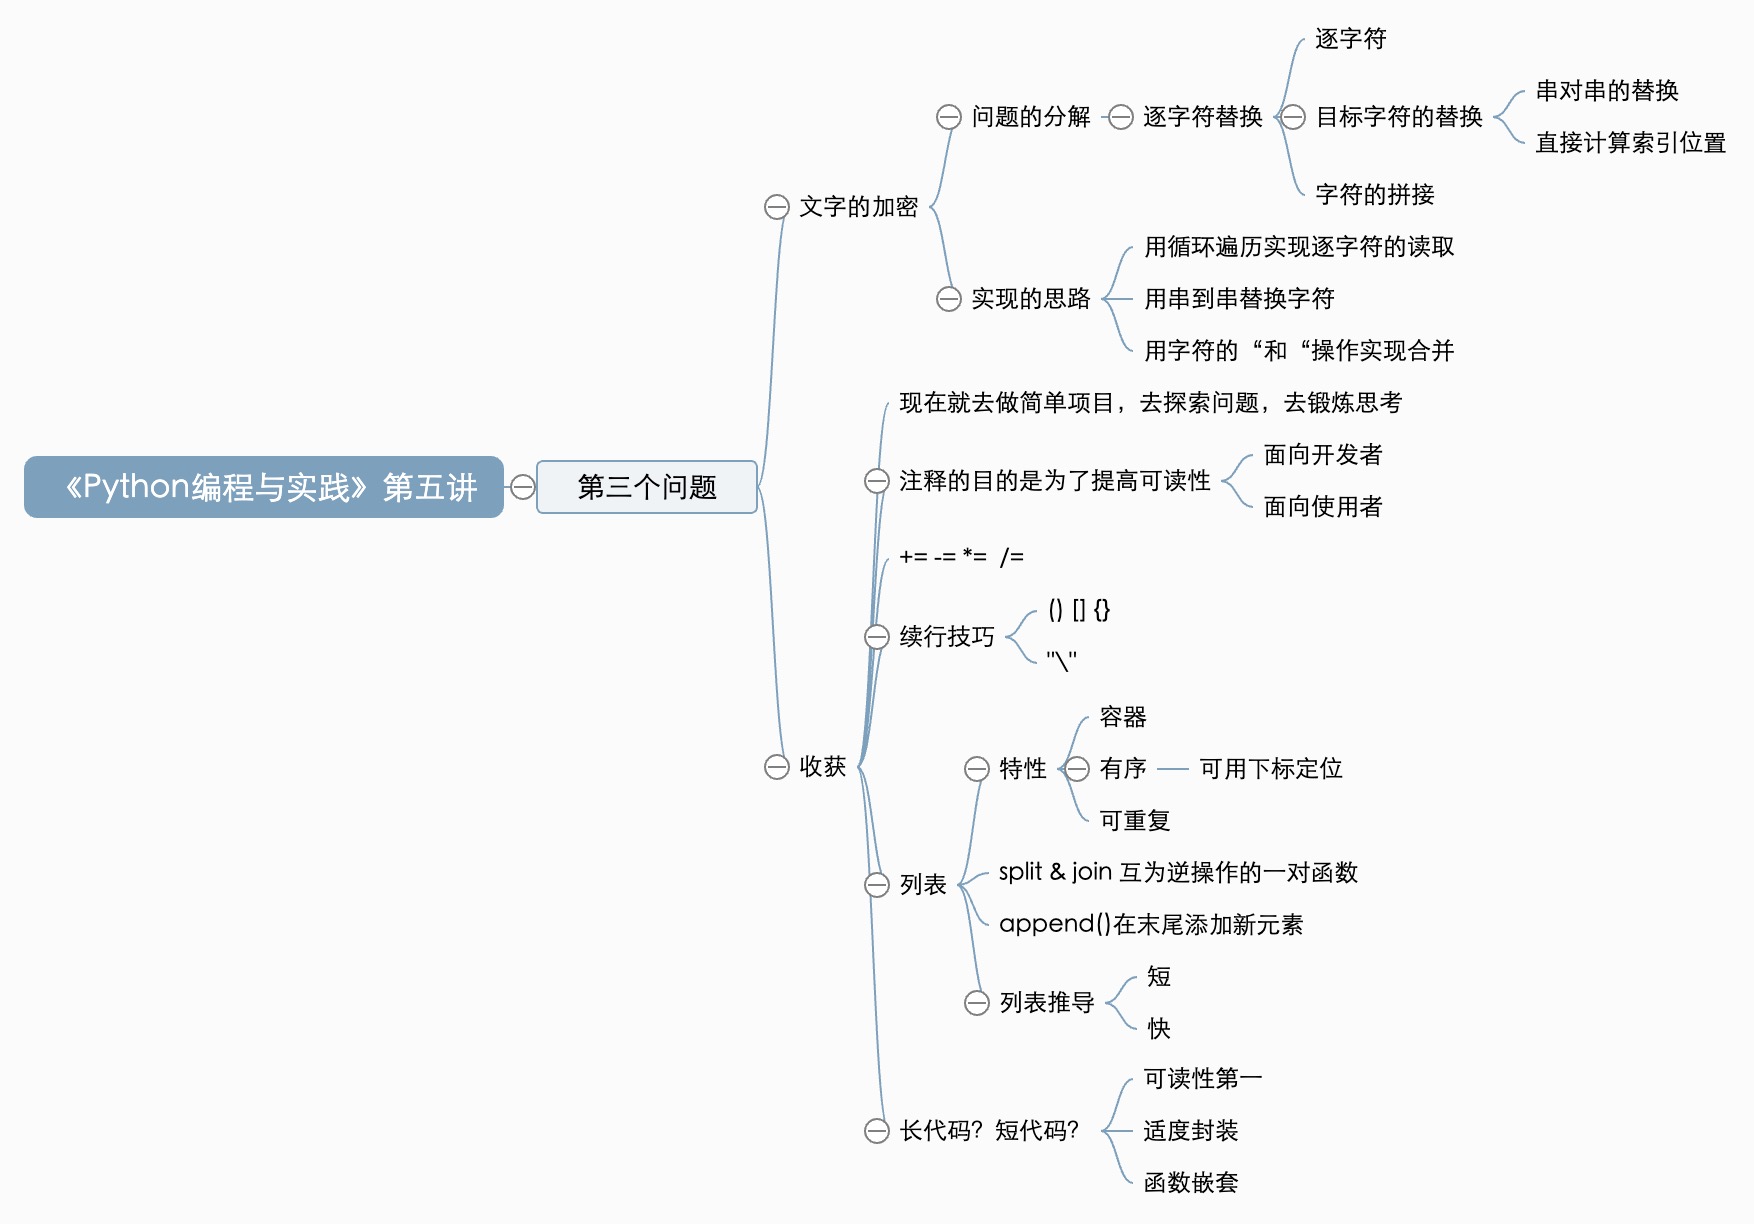 《Python编程与实践》第五讲
第三个问题
文字的加密
问题的分解
逐字符替换
逐字符
目标字符的替换
串对串的替换
直接计算索引位置
字符的拼接
实现的思路
用循环遍历实现逐字符的读取
用串到串替换字符
用字符的“和“操作实现合并
收获
现在就去做简单项目，去探索问题，去锻炼思考
注释的目的是为了提高可读性
面向开发者
面向使用者
+= -= *= /=
续行技巧
() [] {}
"\"
列表
特性
容器
有序
可用下标定位
可重复
split & join 互为逆操作的一对函数
append()在末尾添加新元素
列表推导
短
快
长代码？短代码？
可读性第一
适度封装
函数嵌套